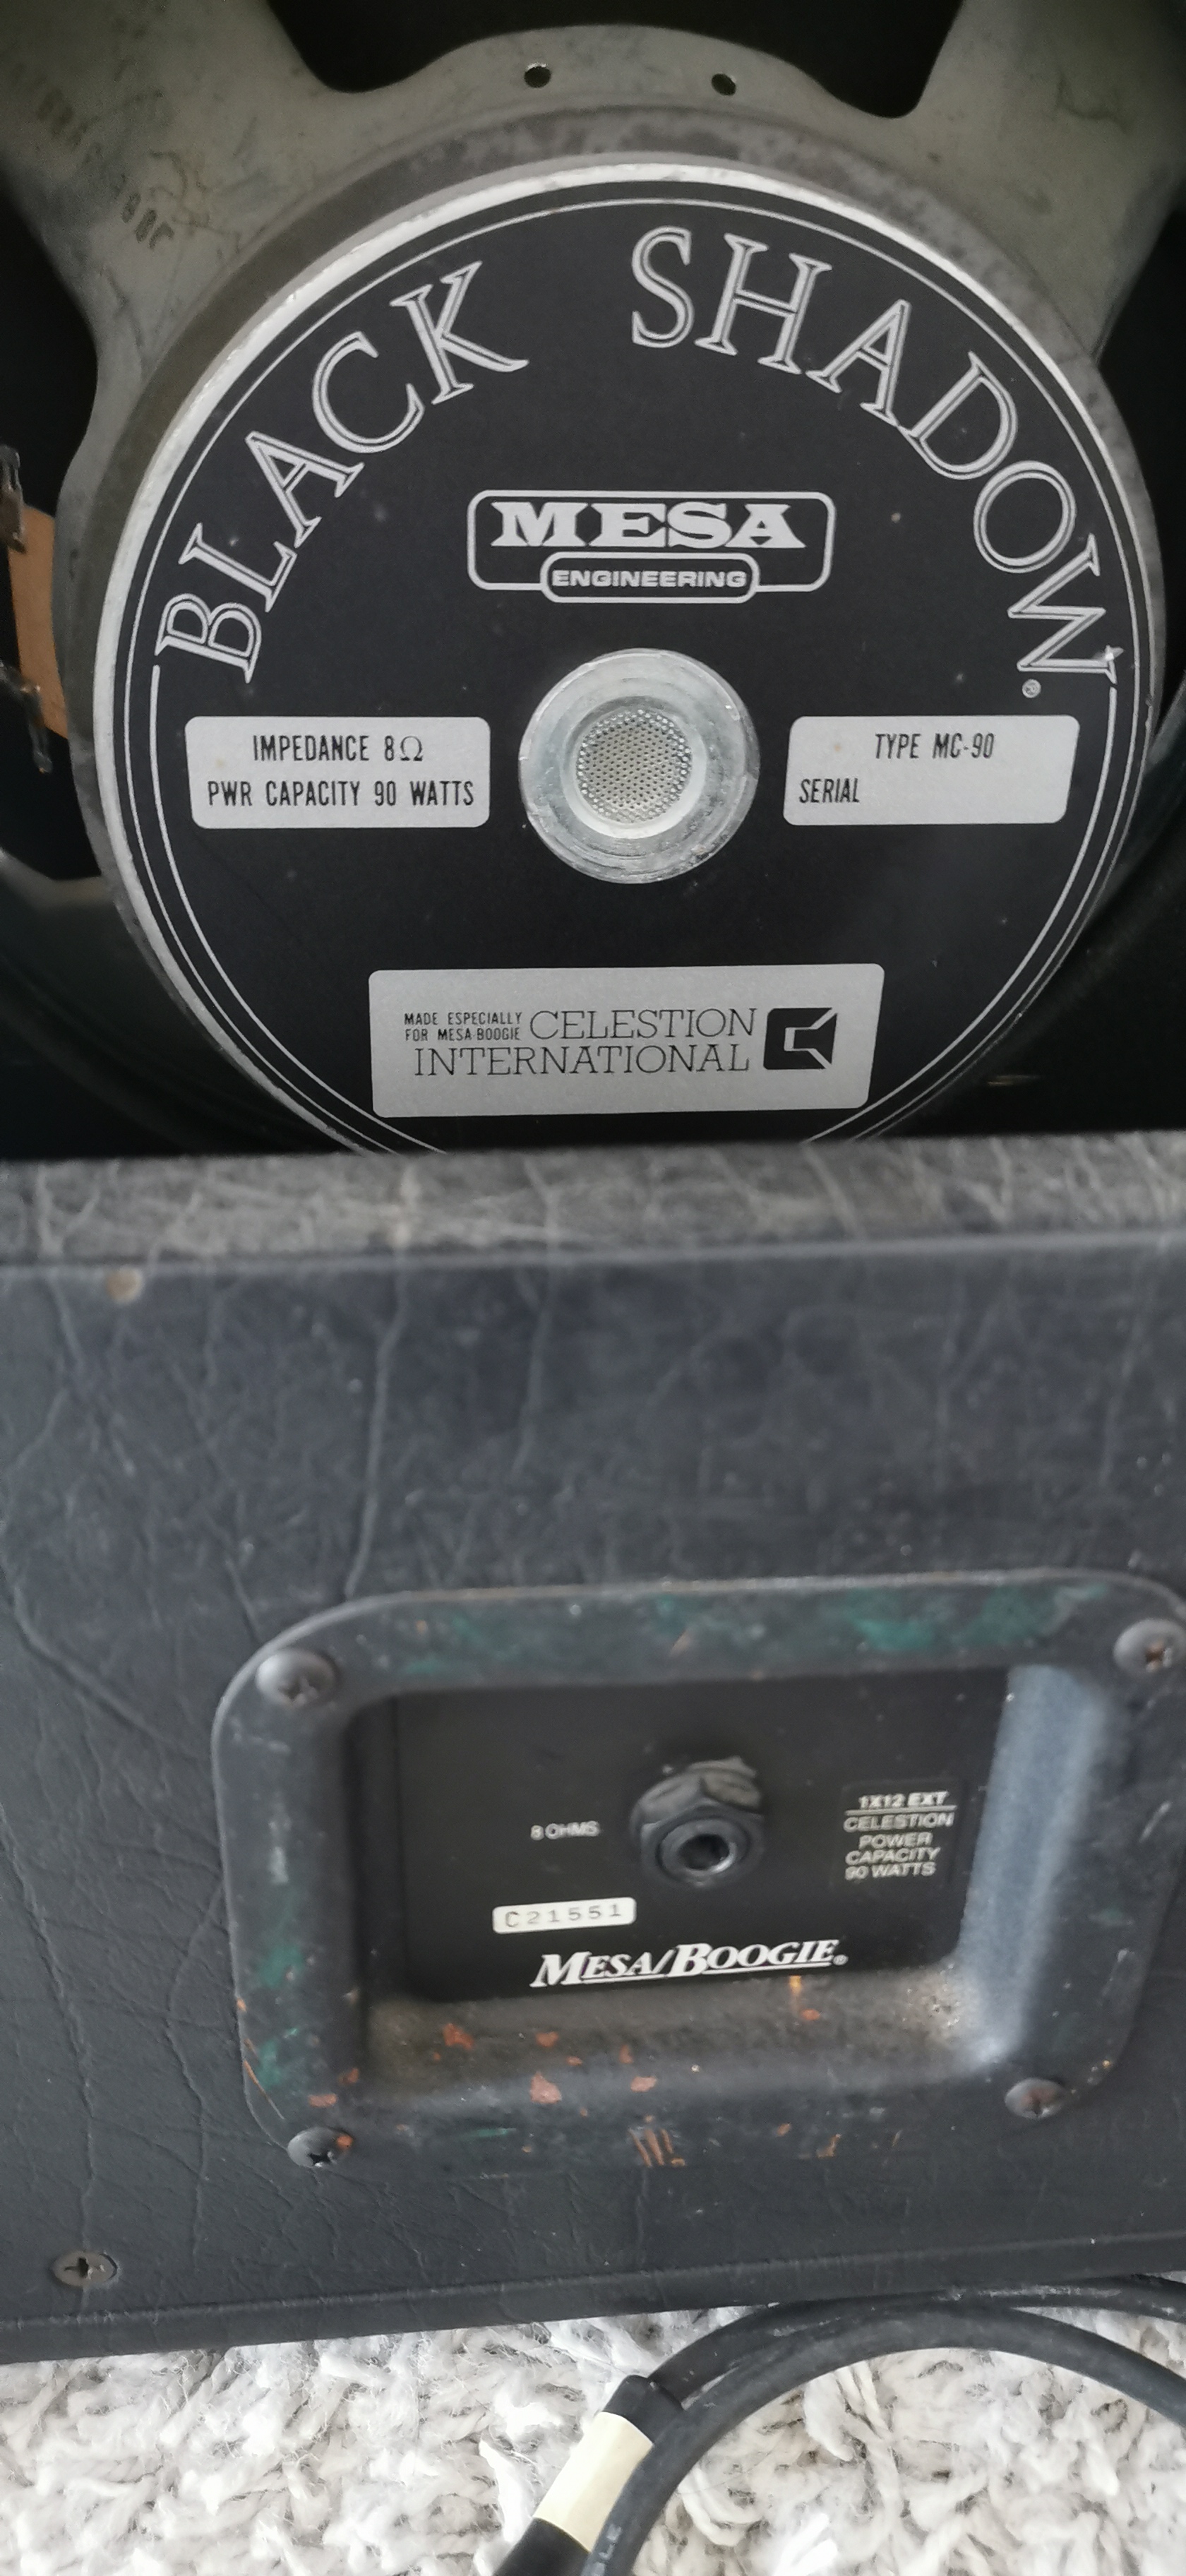 BLACK SHADOW®
MESA
ENGINEERING
IMPEDANCE 8Ω
PWR CAPACITY 90 WATTS
TYPE MC-90
SERIAL
MADE ESPECIALLY
FOR MESA-BOOGIE
CELESTION
INTERNATIONAL
8 OHMS
1X12 EXT
CELESTION
POWER
CAPACITY
90 WATTS
C21551
MESA/BOOGIE®